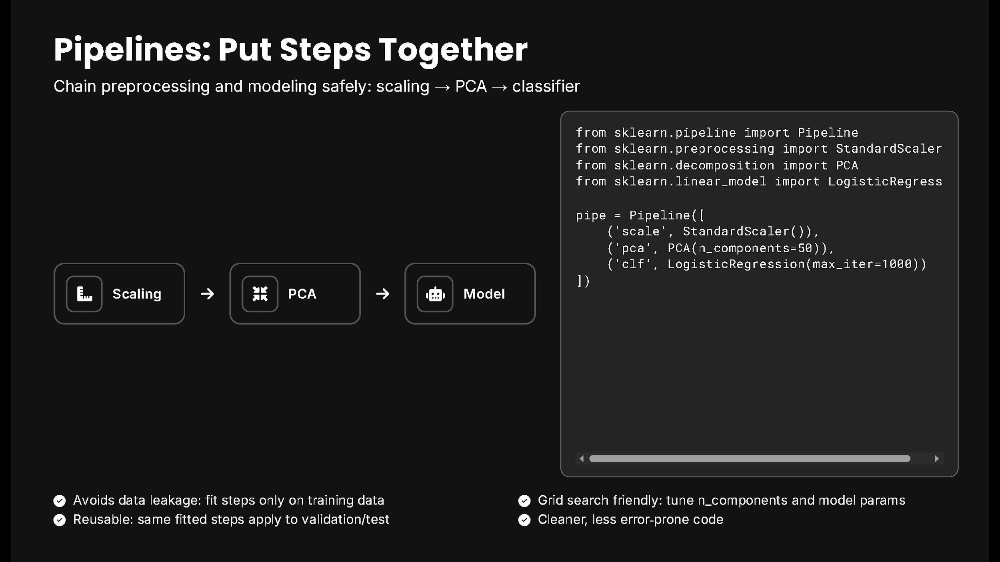 Pipelines: Put Steps Together
Chain preprocessing and modeling safely: scaling → PCA → classifier
Scaling
→
PCA
→
Model
from sklearn.pipeline import Pipeline
from sklearn.preprocessing import StandardScaler
from sklearn.decomposition import PCA
from sklearn.linear_model import LogisticRegress
pipe = Pipeline([
    ('scale', StandardScaler()),
    ('pca', PCA(n_components=50)),
    ('clf', LogisticRegression(max_iter=1000))
])
Avoids data leakage: fit steps only on training data
Grid search friendly: tune n_components and model params
Reusable: same fitted steps apply to validation/test
Cleaner, less error-prone code